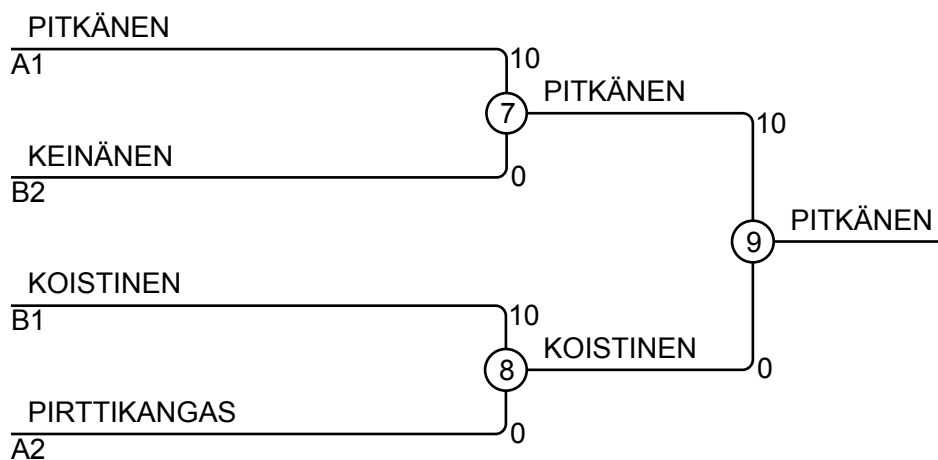 PITKÄNEN
A1
10
7
PITKÄNEN
10
KEINÄNEN
B2
0
9
PITKÄNEN
KOISTINEN
B1
10
8
KOISTINEN
0
PIRTTIKANGAS
A2
0